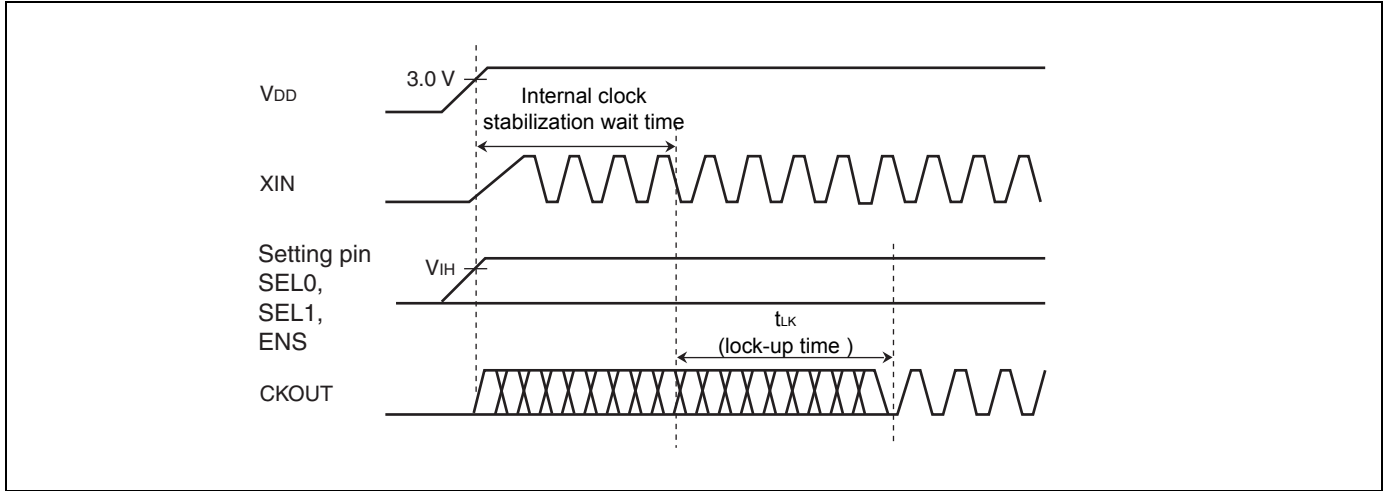 3.0 V
VDD
Internal clock
stabilization wait time
XIN
Setting pin
SEL0,
SEL1,
ENS
VIH
tLK
(lock-up time )
CKOUT